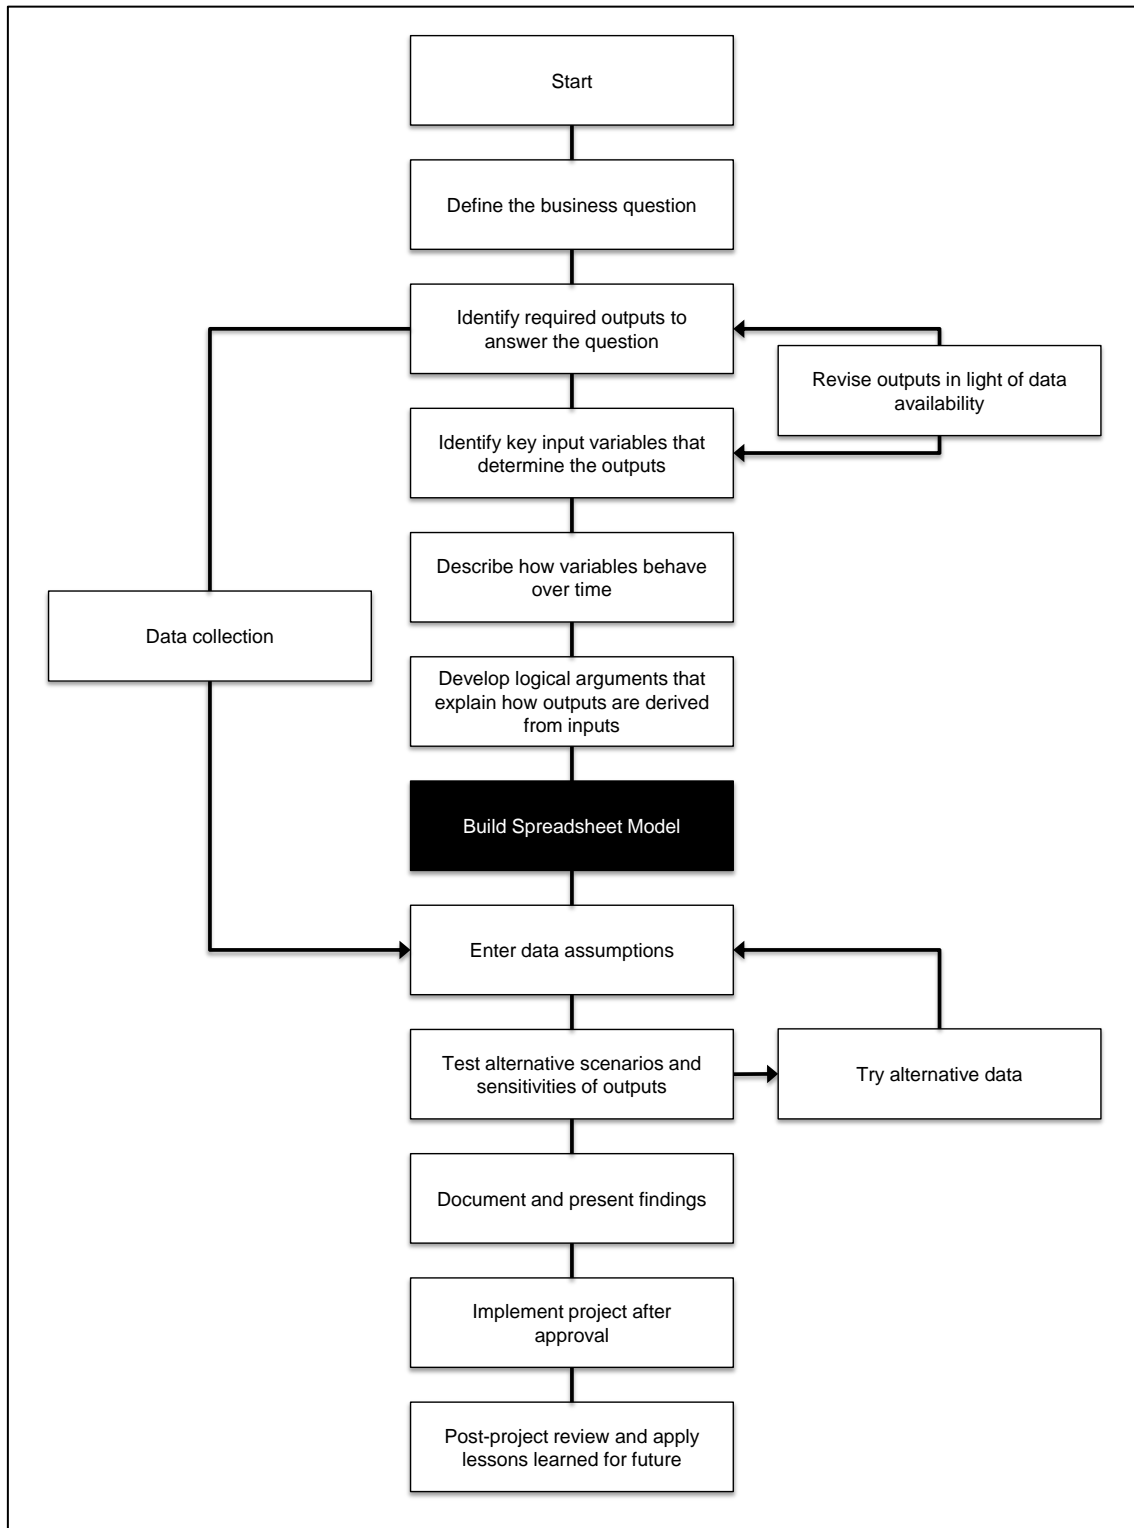 Start
Define the business question
Identify required outputs to
answer the question
Revise outputs in light of data
availability
Identify key input variables that
determine the outputs
Describe how variables behave
over time
Data collection
Develop logical arguments that
explain how outputs are derived
from inputs
Build Spreadsheet Model
Enter data assumptions
Test alternative scenarios and
sensitivities of outputs
Try alternative data
Document and present findings
Implement project after
approval
Post-project review and apply
lessons learned for future